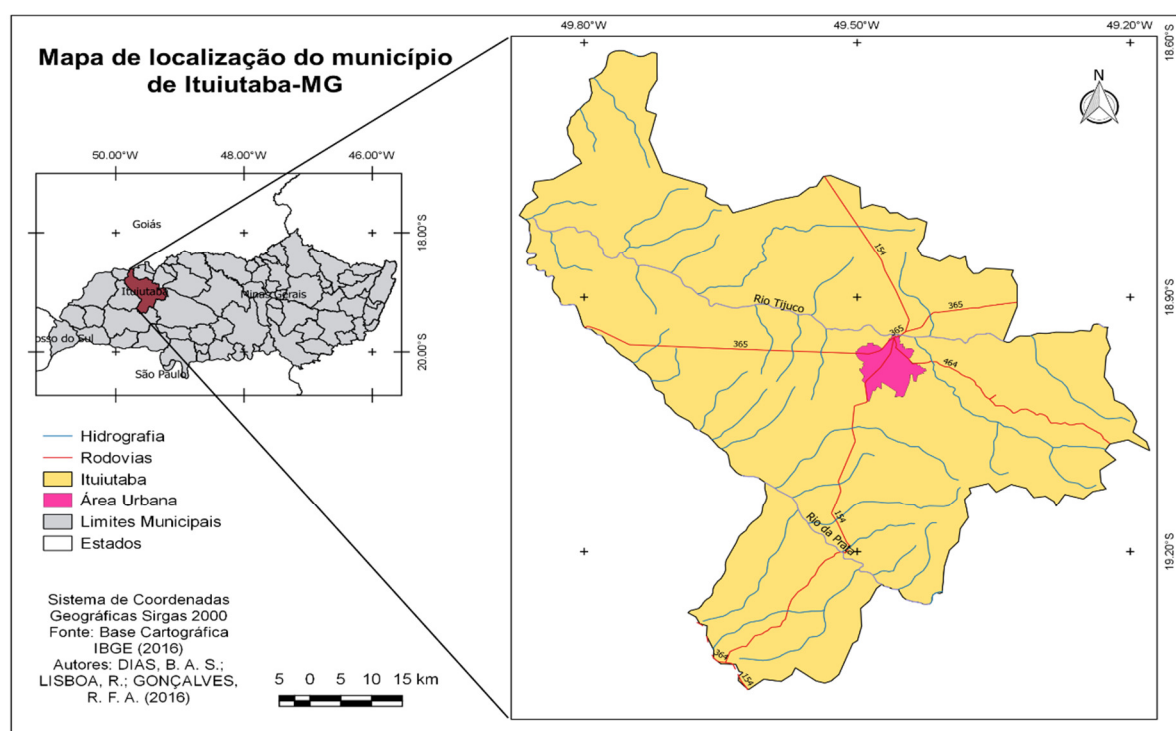 Mapa de localização do município
de Ituiutaba-MG
50.00°W
48.00°W
46.00°W
18.00°S
20.00°S
Goiás
Ituiutaba
Minas Gerais
osso do Sul
São Paulo
Hidrografia
Rodovias
Ituiutaba
Área Urbana
Limites Municipais
Estados
Sistema de Coordenadas
Geográficas Sirgas 2000
Fonte: Base Cartográfica
IBGE (2016)
Autores: DIAS, B. A. S.;
LISBOA, R.; GONÇALVES,
R. F. A. (2016)
5 0 5 10 15 km
49.80°W
49.50°W
49.20°W
18.60°S
18.90°S
19.20°S
N
154
Rio Tijuco
365
365
365
464
154
Rio da Prata
364
154